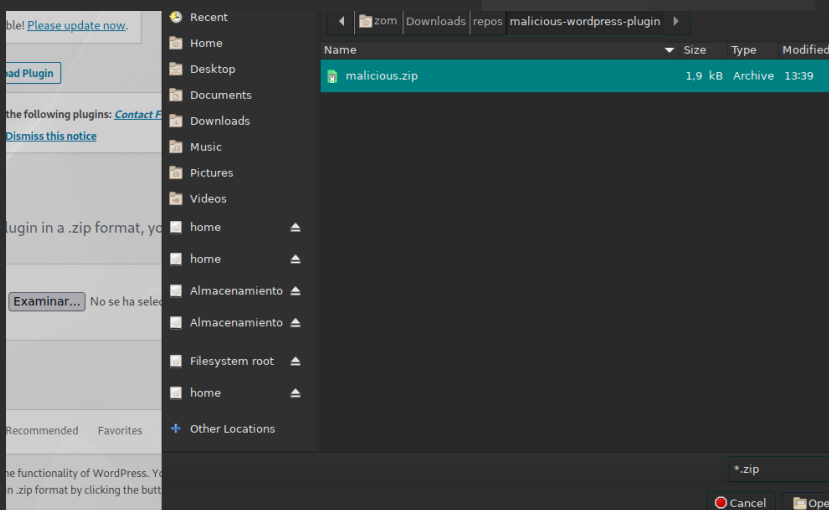 ble! Please update now.
ad Plugin
the following plugins: Contact F
Dismiss this notice
lugin in a .zip format, yo
Examinar... No se ha selec
Recommended Favorites
he functionality of WordPress. Yo
in .zip format by clicking the butt
Recent
Home
Desktop
Documents
Downloads
Music
Pictures
Videos
home
home
Almacenamiento
Almacenamiento
Filesystem root
home
Other Locations
zom Downloads repos malicious-wordpress-plugin
Name Size Type Modified
malicious.zip 1,9 kB Archive 13:39
*.zip
Cancel Ope